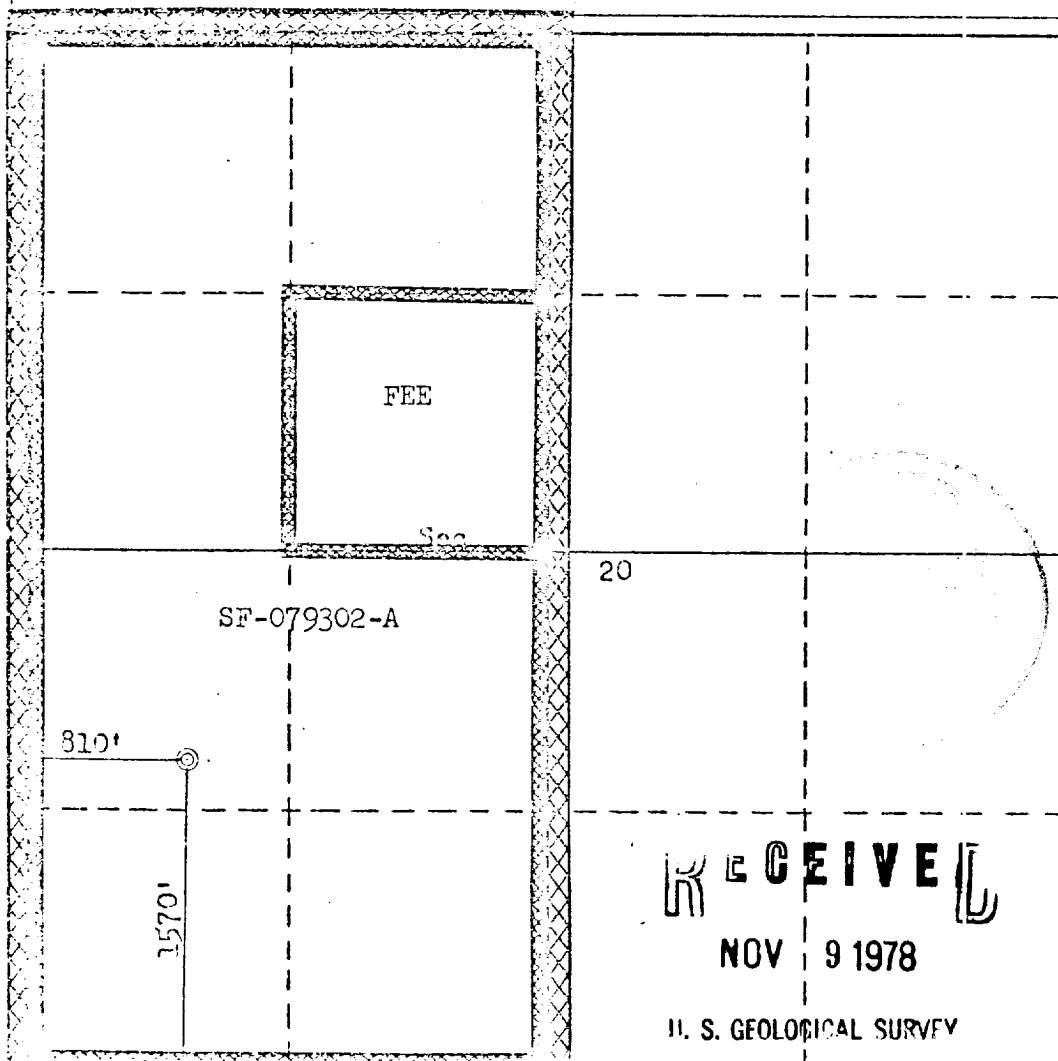 FEE
Sec
20
SF-079302-A
810'
1570'
RECEIVED
NOV 9 1978
U. S. GEOLOGICAL SURVEY